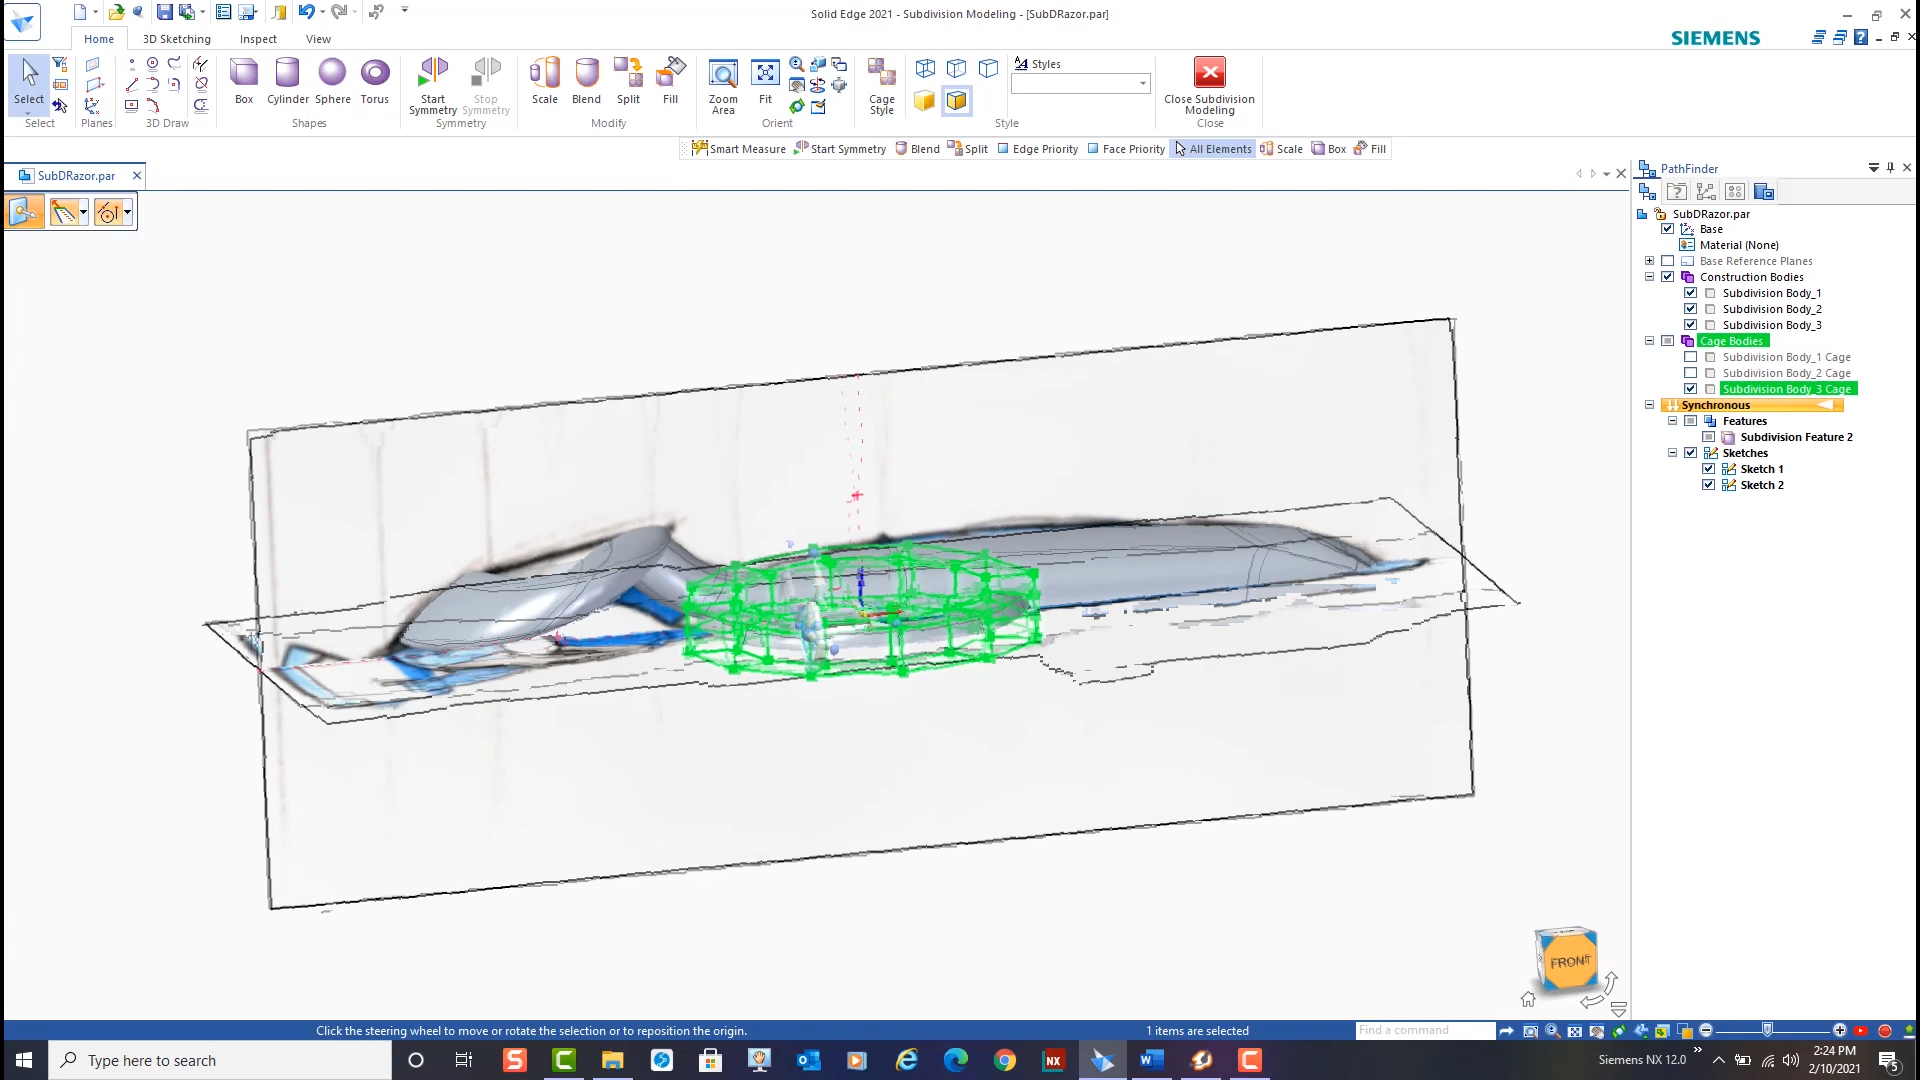 Solid Edge 2021 - Subdivision Modeling - [SubDRazor.par]
Home 3D Sketching Inspect View
SIEMENS
Select
Box Cylinder Sphere Torus
Start Symmetry
Stop Symmetry
Scale Blend Split Fill
Zoom Area
Fit
Cage Style
Styles
Close Subdivision Modeling
Select Planes 3D Draw Shapes Symmetry Modify Orient Style Close
Smart Measure Start Symmetry Blend Split Edge Priority Face Priority All Elements Scale Box Fill
SubDRazor.par
PathFinder
SubDRazor.par
Base
Material (None)
Base Reference Planes
Construction Bodies
Subdivision Body_1
Subdivision Body_2
Subdivision Body_3
Cage Bodies
Subdivision Body_1 Cage
Subdivision Body_2 Cage
Subdivision Body_3 Cage
Synchronous
Features
Subdivision Feature 2
Sketches
Sketch 1
Sketch 2
FRONT
Click the steering wheel to move or rotate the selection or to reposition the origin.
1 items are selected
Find a command
Type here to search
NX
Siemens NX 12.0
2:24 PM
2/10/2021
5